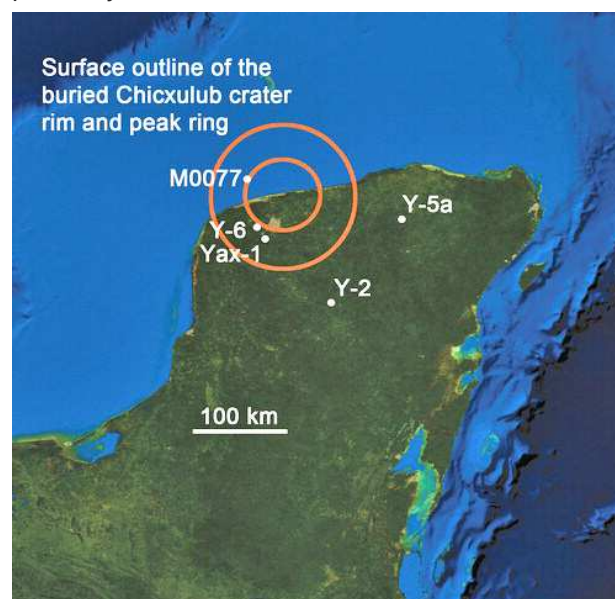 Surface outline of the
buried Chicxulub crater
rim and peak ring
M0077
Y-5a
Y-6
Yax-1
Y-2
100 km